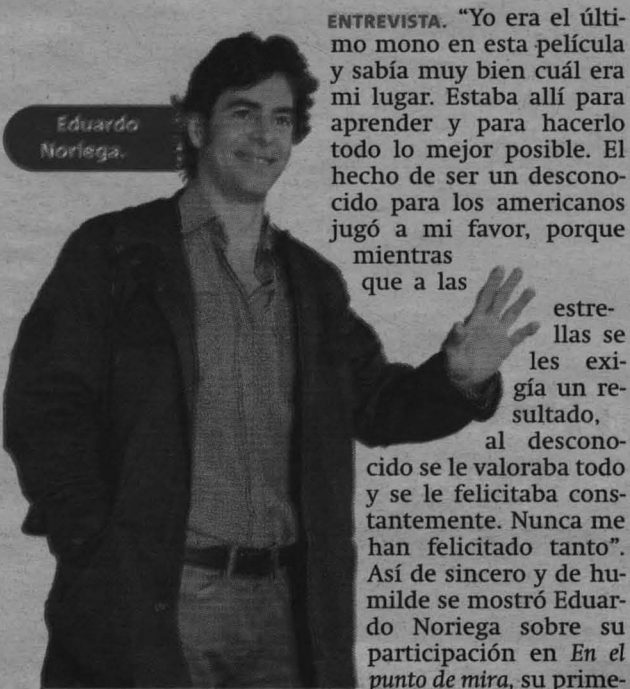 Eduardo
Noriega.
ENTREVISTA. “Yo era el últi-
mo mono en esta película
y sabía muy bien cuál era
mi lugar. Estaba allí para
aprender y para hacerlo
todo lo mejor posible. El
hecho de ser un descono-
cido para los americanos
jugó a mi favor, porque
mientras
que a las
estre-
llas se
les exi-
gía un re-
sultado,
al descono-
cido se le valoraba todo
y se le felicitaba cons-
tantemente. Nunca me
han felicitado tanto”.
Así de sincero y de hu-
milde se mostró Eduar-
do Noriega sobre su
participación en En el
punto de mira, su prime-